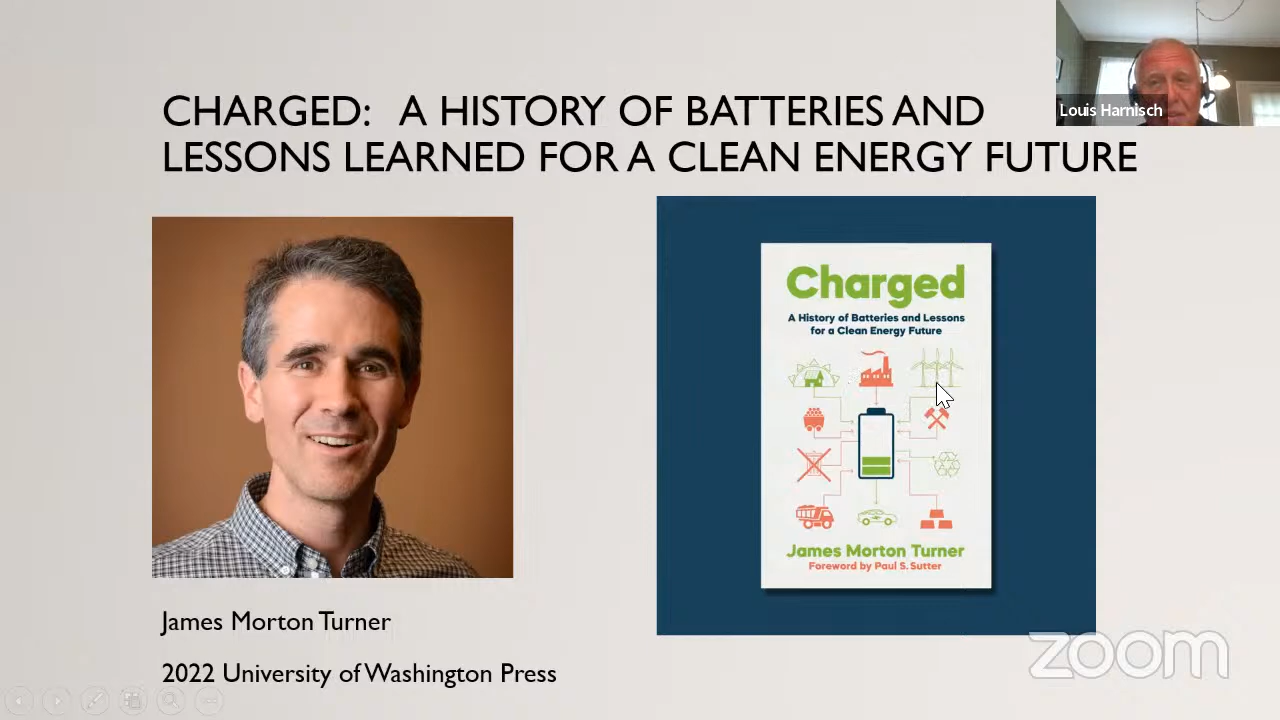 CHARGED: A HISTORY OF BATTERIES AND
LESSONS LEARNED FOR A CLEAN ENERGY FUTURE
Louis Harnisch
Charged
A History of Batteries and Lessons
for a Clean Energy Future
James Morton Turner
Foreword by Paul S. Sutter
James Morton Turner
2022 University of Washington Press
zoom